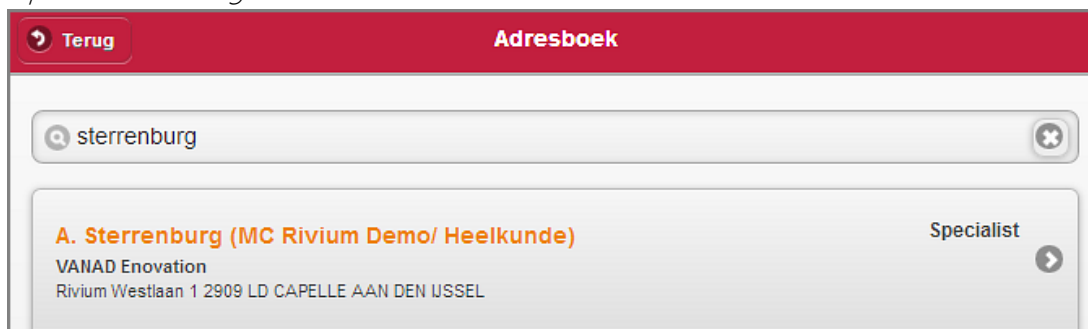 Terug
Adresboek
sterrenburg
A. Sterrenburg (MC Rivium Demo/ Heelkunde)
Specialist
VANAD Enovation
Rivium Westlaan 1 2909 LD CAPELLE AAN DEN IJSSEL